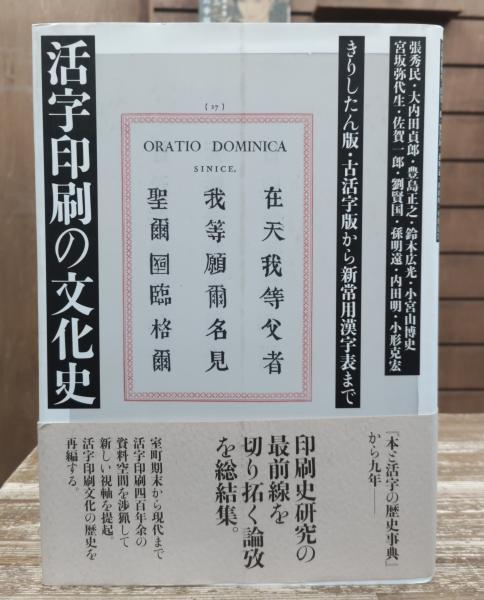 張秀民・大内田貞郎・豊島正之・鈴木広光・小宮山博史
宮坂弥代生・佐賀一郎・劉賢国・孫明遠・内田明・小形克宏
きりしたん版・古活字版から新常用漢字表まで
活字印刷の文化史
( 27 )
ORATIO DOMINICA
SINICE.
在天我等父者
我等願爾名見
聖爾國臨格爾
『本と活字の歴史事典』
から九年――
印刷史研究の
最前線を
切り拓く論攷
を総結集。
室町期末から現代まで
活字印刷四百年余の
資料空間を渉猟して
新しい視軸を提起、
活字印刷文化の歴史を
再編する。